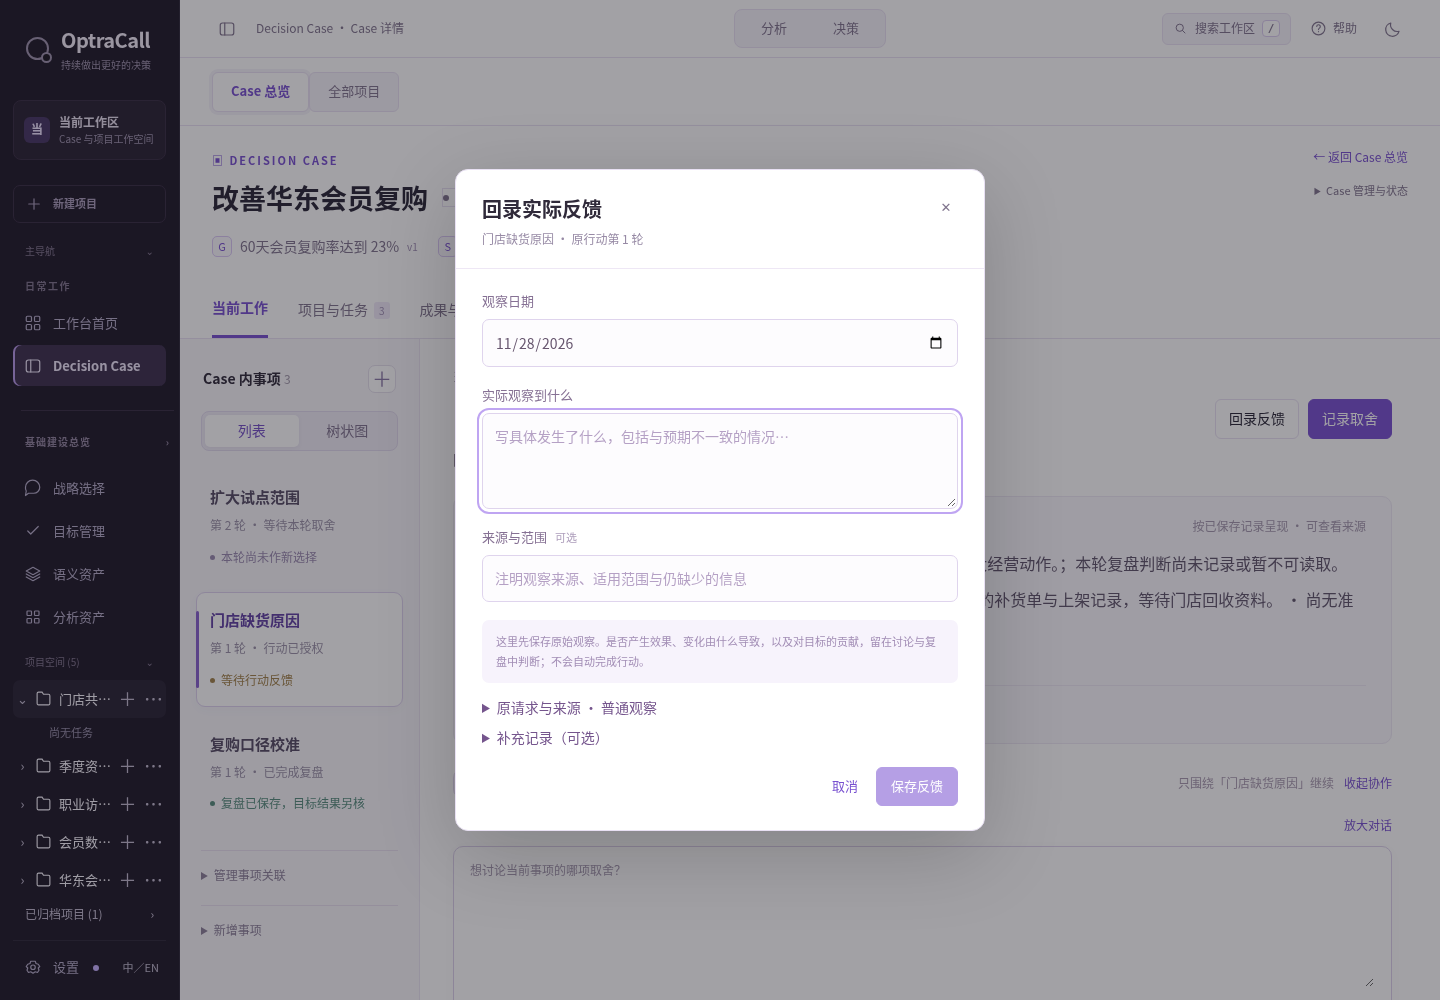 OptraCall
持续做出更好的决策
当 当前工作区
Case 与项目工作空间
新建项目
主导航
日常工作
工作台首页
Decision Case
基础建设总览
战略选择
目标管理
语义资产
分析资产
项目空间 (5)
门店共…
尚无任务
季度资…
职业访…
会员数…
华东会…
已归档项目 (1)
设置 中／EN
Decision Case · Case 详情
分析 决策
搜索工作区 / 帮助
Case 总览 全部项目
DECISION CASE
← 返回 Case 总览
改善华东会员复购
Case 管理与状态
G 60天会员复购率达到 23% v1 S
当前工作 项目与任务 3
Case 内事项 3
列表 树状图
扩大试点范围
第 2 轮 · 等待本轮取舍
本轮尚未作新选择
门店缺货原因
第 1 轮 · 行动已授权
等待行动反馈
复购口径校准
第 1 轮 · 已完成复盘
复盘已保存，目标结果另核
管理事项关联
新增事项
回录反馈 记录取舍
按已保存记录呈现 · 可查看来源
经营动作。；本轮复盘判断尚未记录或暂不可读取。
补货单与上架记录，等待门店回收资料。 · 尚无准
只围绕「门店缺货原因」继续 收起协作
放大对话
想讨论当前事项的哪项取舍？
回录实际反馈 ×
门店缺货原因 · 原行动第 1 轮
观察日期
11/28/2026
实际观察到什么
写具体发生了什么，包括与预期不一致的情况…
来源与范围 可选
注明观察来源、适用范围与仍缺少的信息
这里先保存原始观察。是否产生效果、变化由什么导致，以及对目标的贡献，留在讨论与复
盘中判断；不会自动完成行动。
原请求与来源 · 普通观察
补充记录（可选）
取消 保存反馈